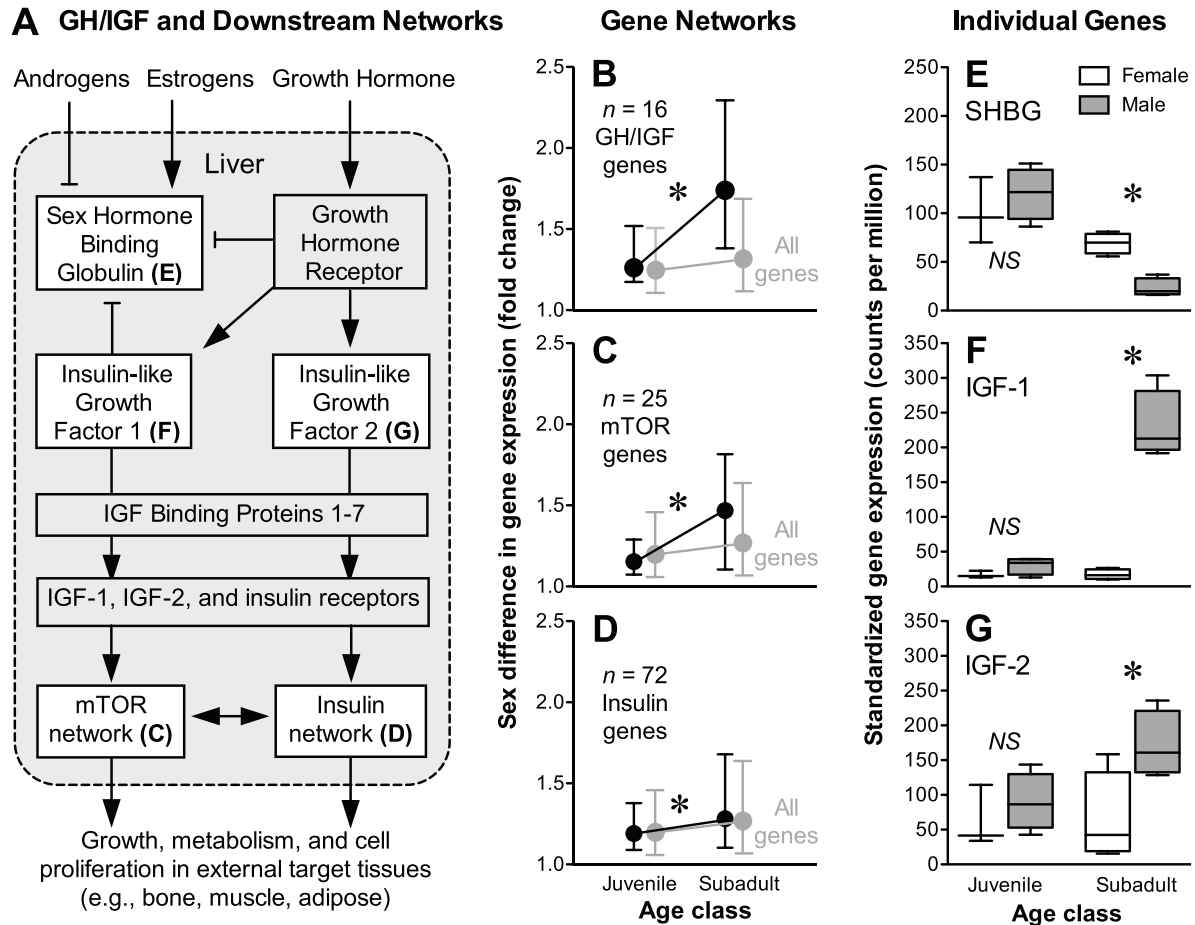 A GH/IGF and Downstream Networks
Androgens Estrogens Growth Hormone
Liver
Sex Hormone
Binding
Globulin (E)
Growth
Hormone
Receptor
Insulin-like
Growth
Factor 1 (F)
Insulin-like
Growth
Factor 2 (G)
IGF Binding Proteins 1-7
IGF-1, IGF-2, and insulin receptors
mTOR
network (C)
Insulin
network (D)
Growth, metabolism, and cell
proliferation in external target tissues
(e.g., bone, muscle, adipose)
Gene Networks
Sex difference in gene expression (fold change)
B
n = 16
GH/IGF
genes
*
All
genes
2.5
2.0
1.5
1.0
C
n = 25
mTOR
genes
*
All
genes
2.5
2.0
1.5
1.0
D
n = 72
Insulin
genes
*
All
genes
2.5
2.0
1.5
1.0
Juvenile Subadult
Age class
Individual Genes
Standardized gene expression (counts per million)
E
SHBG
Female
Male
NS
*
250
200
150
100
50
0
F
IGF-1
NS
*
350
300
250
200
150
100
50
0
G
IGF-2
NS
*
350
300
250
200
150
100
50
0
Juvenile Subadult
Age class